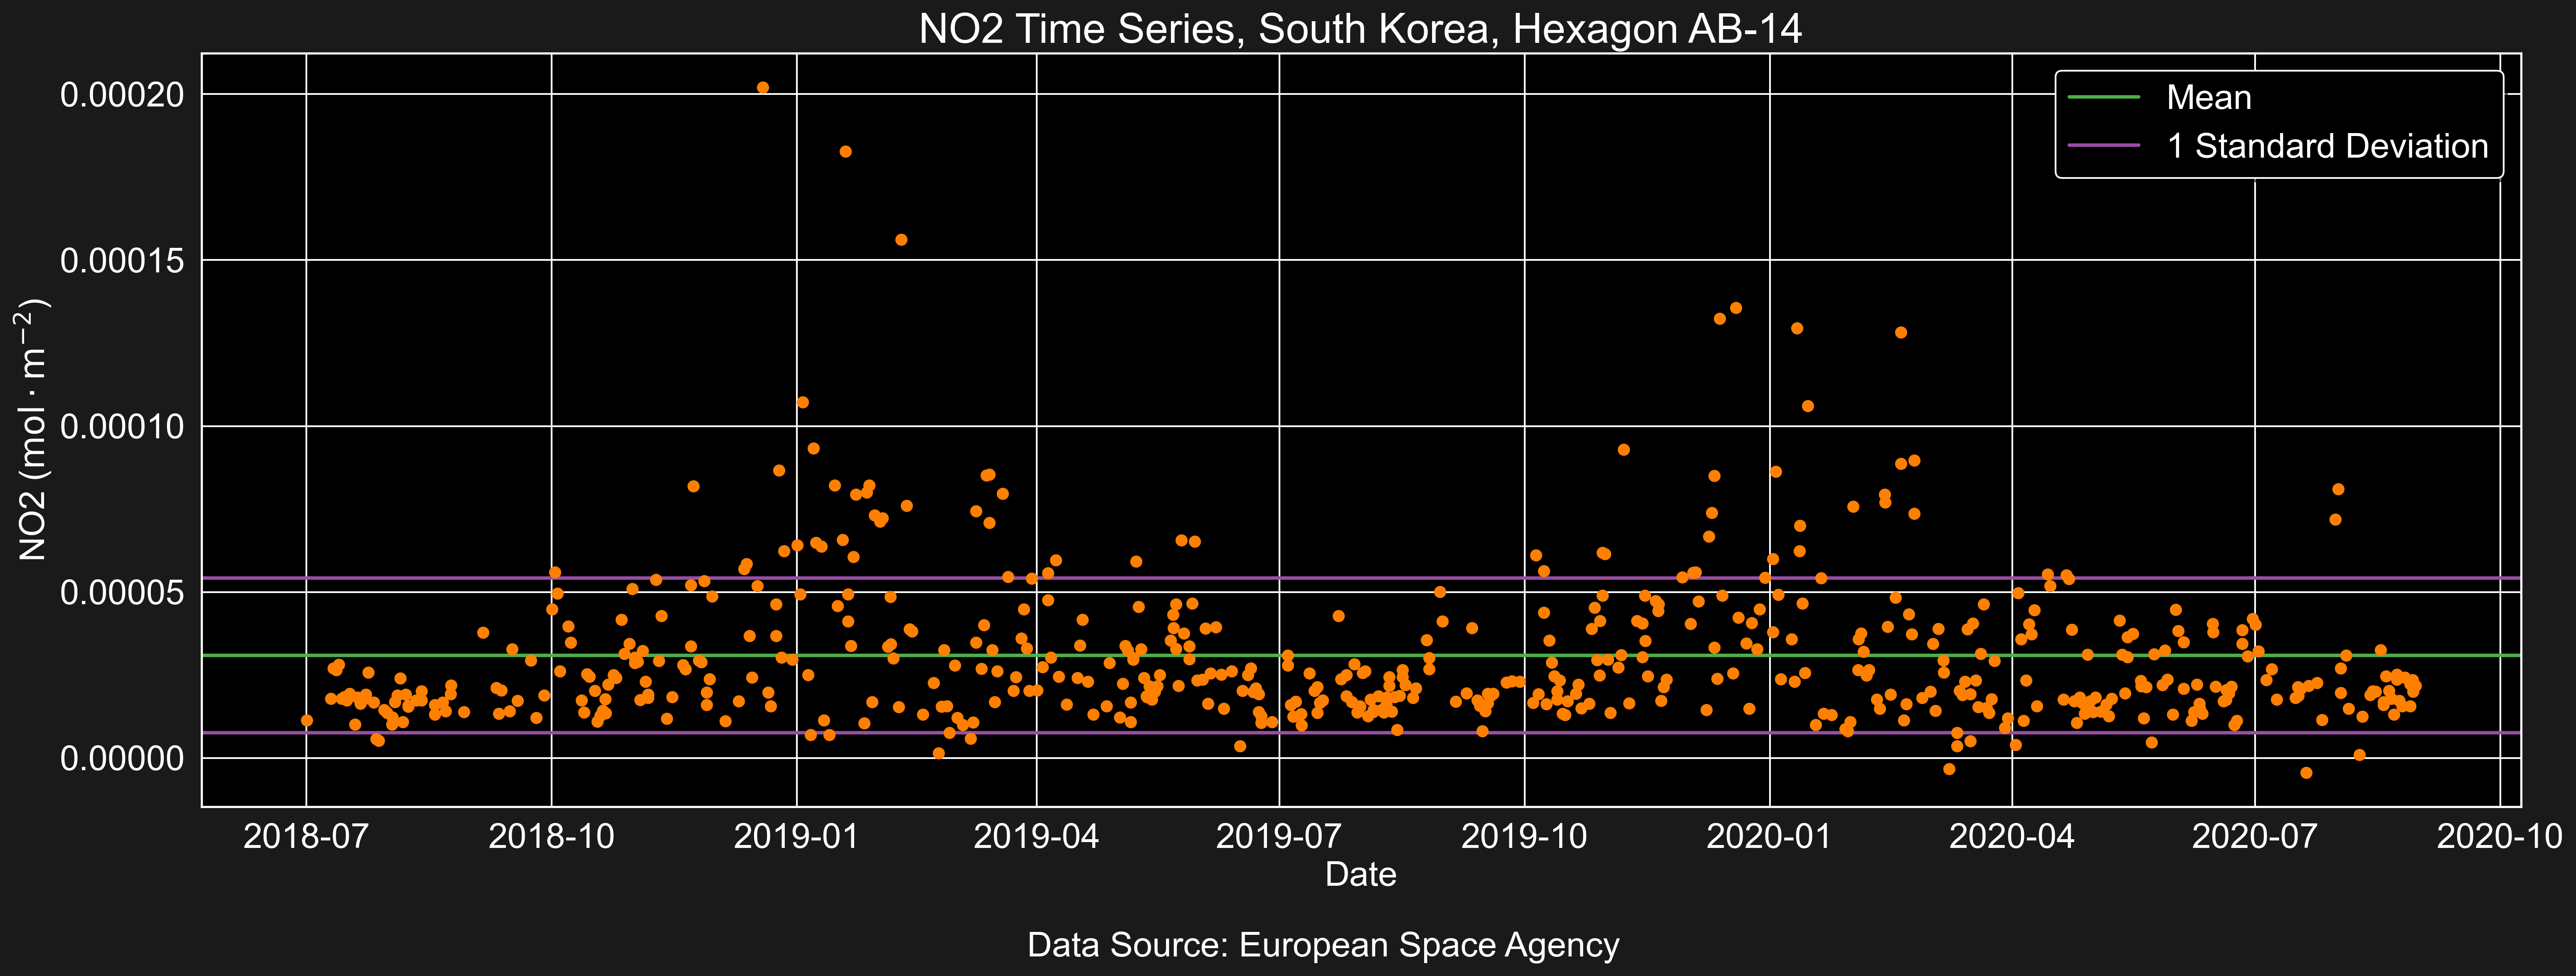 NO2 Time Series, South Korea, Hexagon AB-14
Mean
1 Standard Deviation
NO2 (mol · m⁻²)
0.00020
0.00015
0.00010
0.00005
0.00000
2018-07 2018-10 2019-01 2019-04 2019-07 2019-10 2020-01 2020-04 2020-07 2020-10
Date
Data Source: European Space Agency